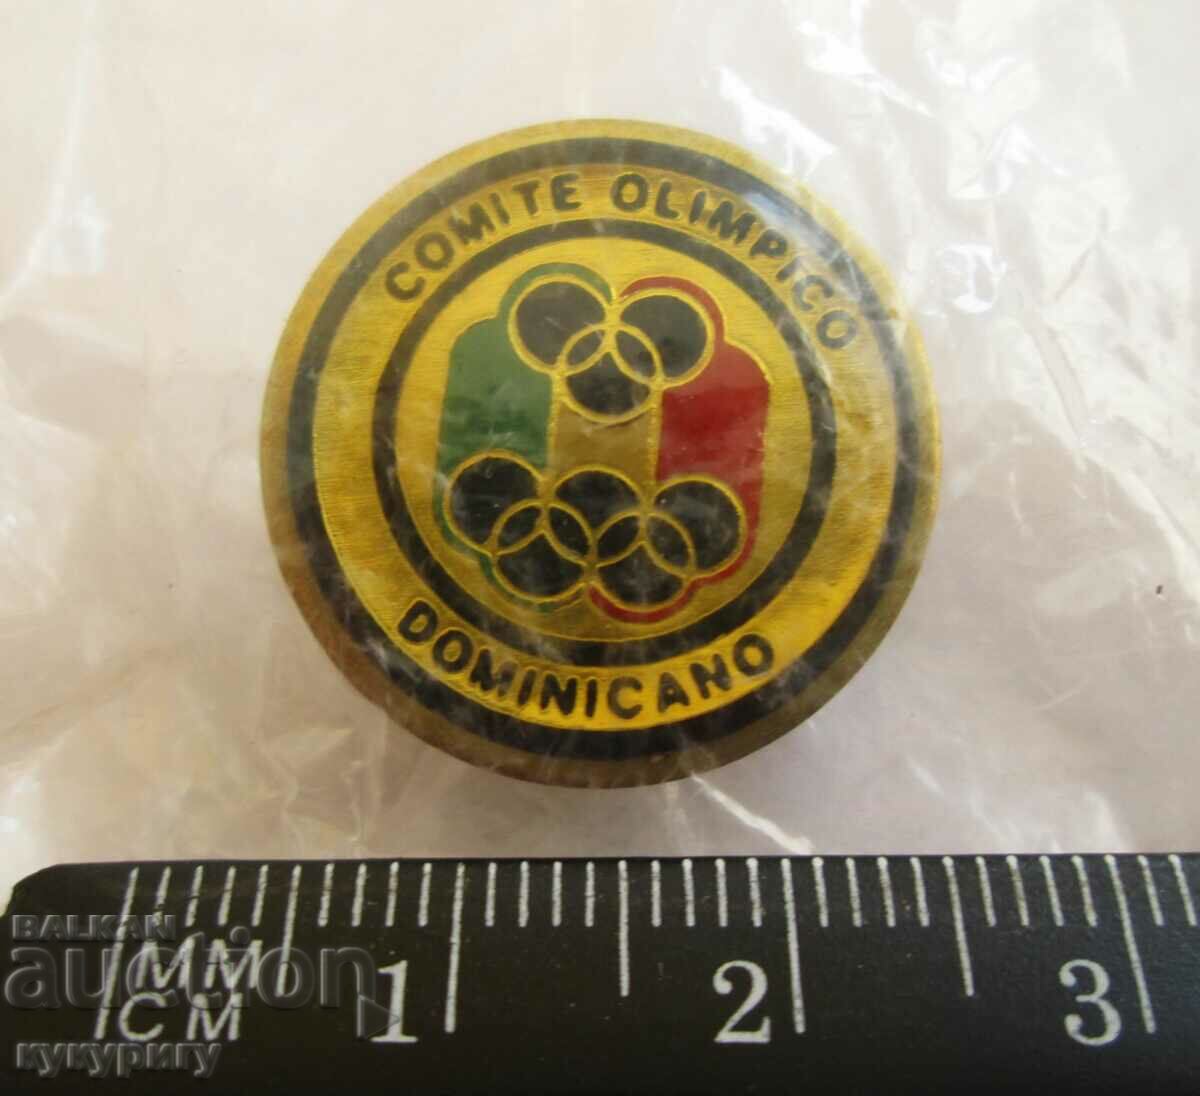 COMITE OLIMPICO
DOMINICANO
BALKAN
auction
MM
CM
1
2
3
кукуригу